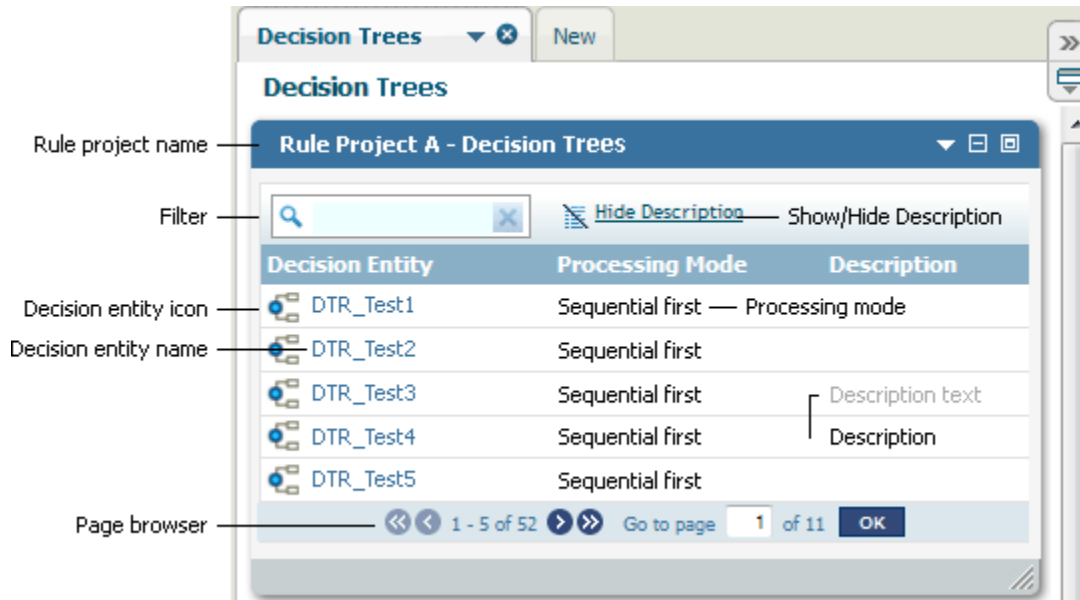 Decision Trees New
Decision Trees
Rule project name Rule Project A - Decision Trees
Filter Hide Description Show/Hide Description
Decision Entity Processing Mode Description
Decision entity icon DTR_Test1 Sequential first Processing mode
Decision entity name DTR_Test2 Sequential first
DTR_Test3 Sequential first Description text
DTR_Test4 Sequential first Description
DTR_Test5 Sequential first
Page browser 1 - 5 of 52 Go to page 1 of 11 OK